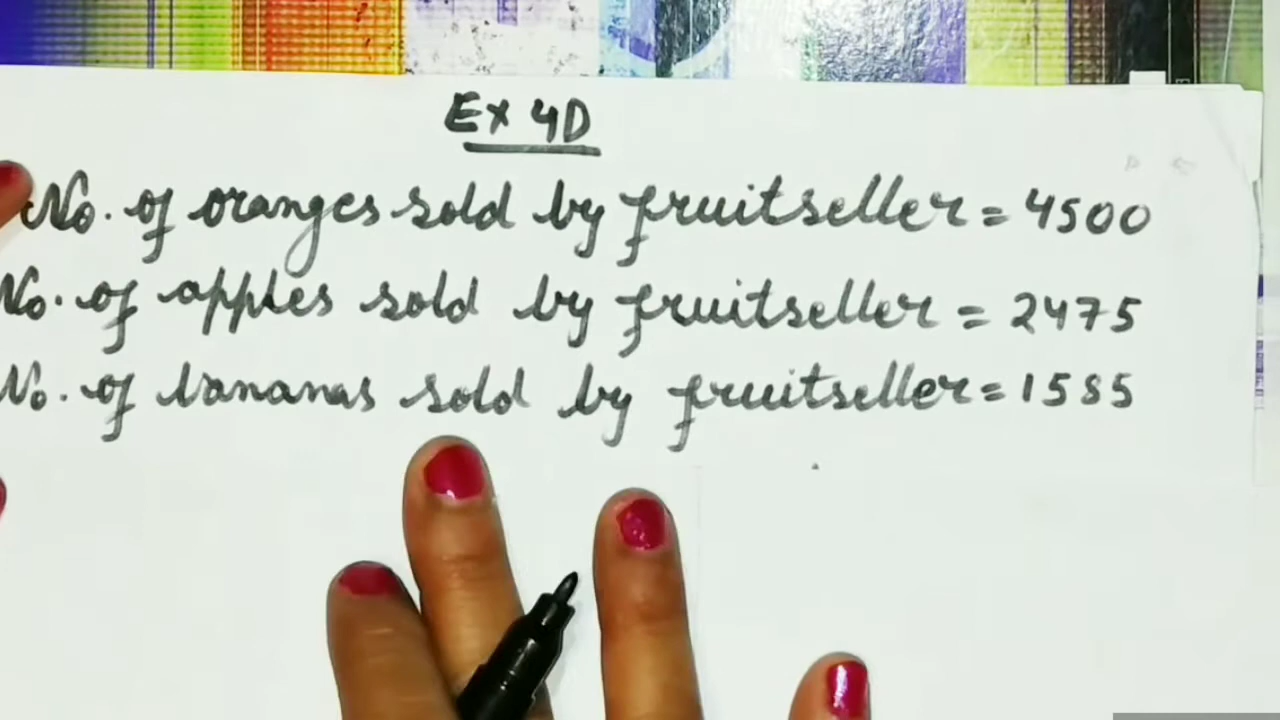 Ex 4D
No. of oranges sold by fruitseller = 4500
No. of apples sold by fruitseller = 2475
No. of bananas sold by fruitseller = 1585